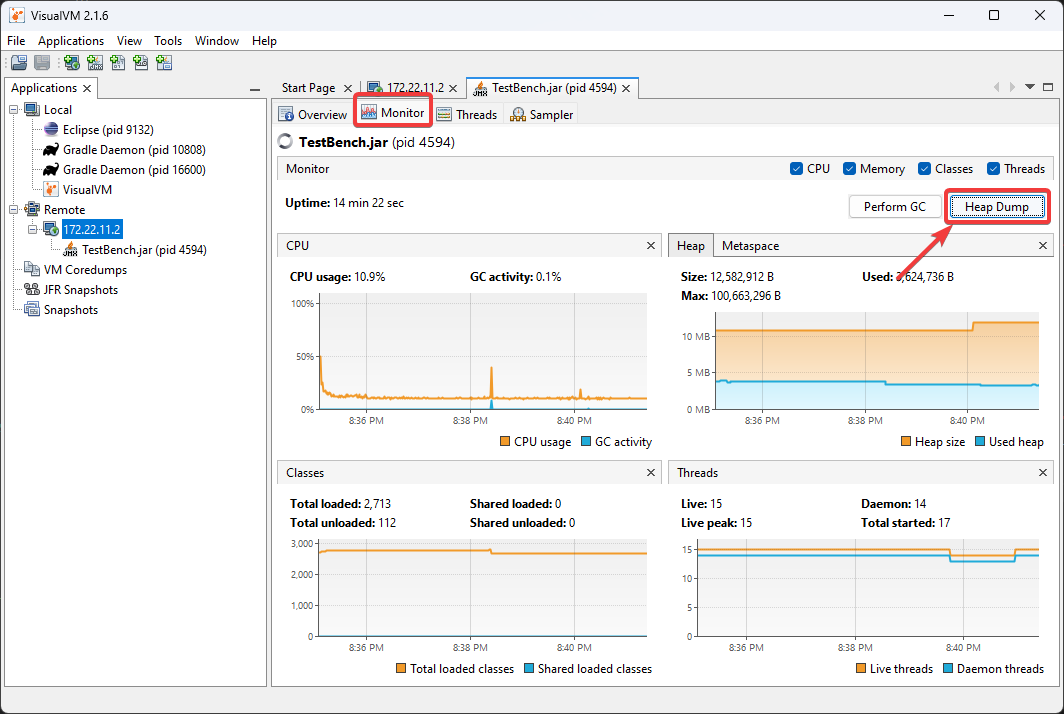 VisualVM 2.1.6
File Applications View Tools Window Help
Applications
Start Page 172.22.11.2 TestBench.jar (pid 4594)
Local
Eclipse (pid 9132)
Gradle Daemon (pid 10808)
Gradle Daemon (pid 16600)
VisualVM
Remote
172.22.11.2
TestBench.jar (pid 4594)
VM Coredumps
JFR Snapshots
Snapshots
Overview Monitor Threads Sampler
TestBench.jar (pid 4594)
Monitor CPU Memory Classes Threads
Uptime: 14 min 22 sec
Perform GC Heap Dump
CPU
CPU usage: 10.9% GC activity: 0.1%
100%
50%
0%
8:36 PM 8:38 PM 8:40 PM
CPU usage GC activity
Heap Metaspace
Size: 12,582,912 B Used: ,624,736 B
Max: 100,663,296 B
10 MB
5 MB
0 MB
8:36 PM 8:38 PM 8:40 PM
Heap size Used heap
Classes
Total loaded: 2,713 Shared loaded: 0
Total unloaded: 112 Shared unloaded: 0
3,000
2,000
1,000
0
8:36 PM 8:38 PM 8:40 PM
Total loaded classes Shared loaded classes
Threads
Live: 15 Daemon: 14
Live peak: 15 Total started: 17
15
10
5
0
8:36 PM 8:38 PM 8:40 PM
Live threads Daemon threads